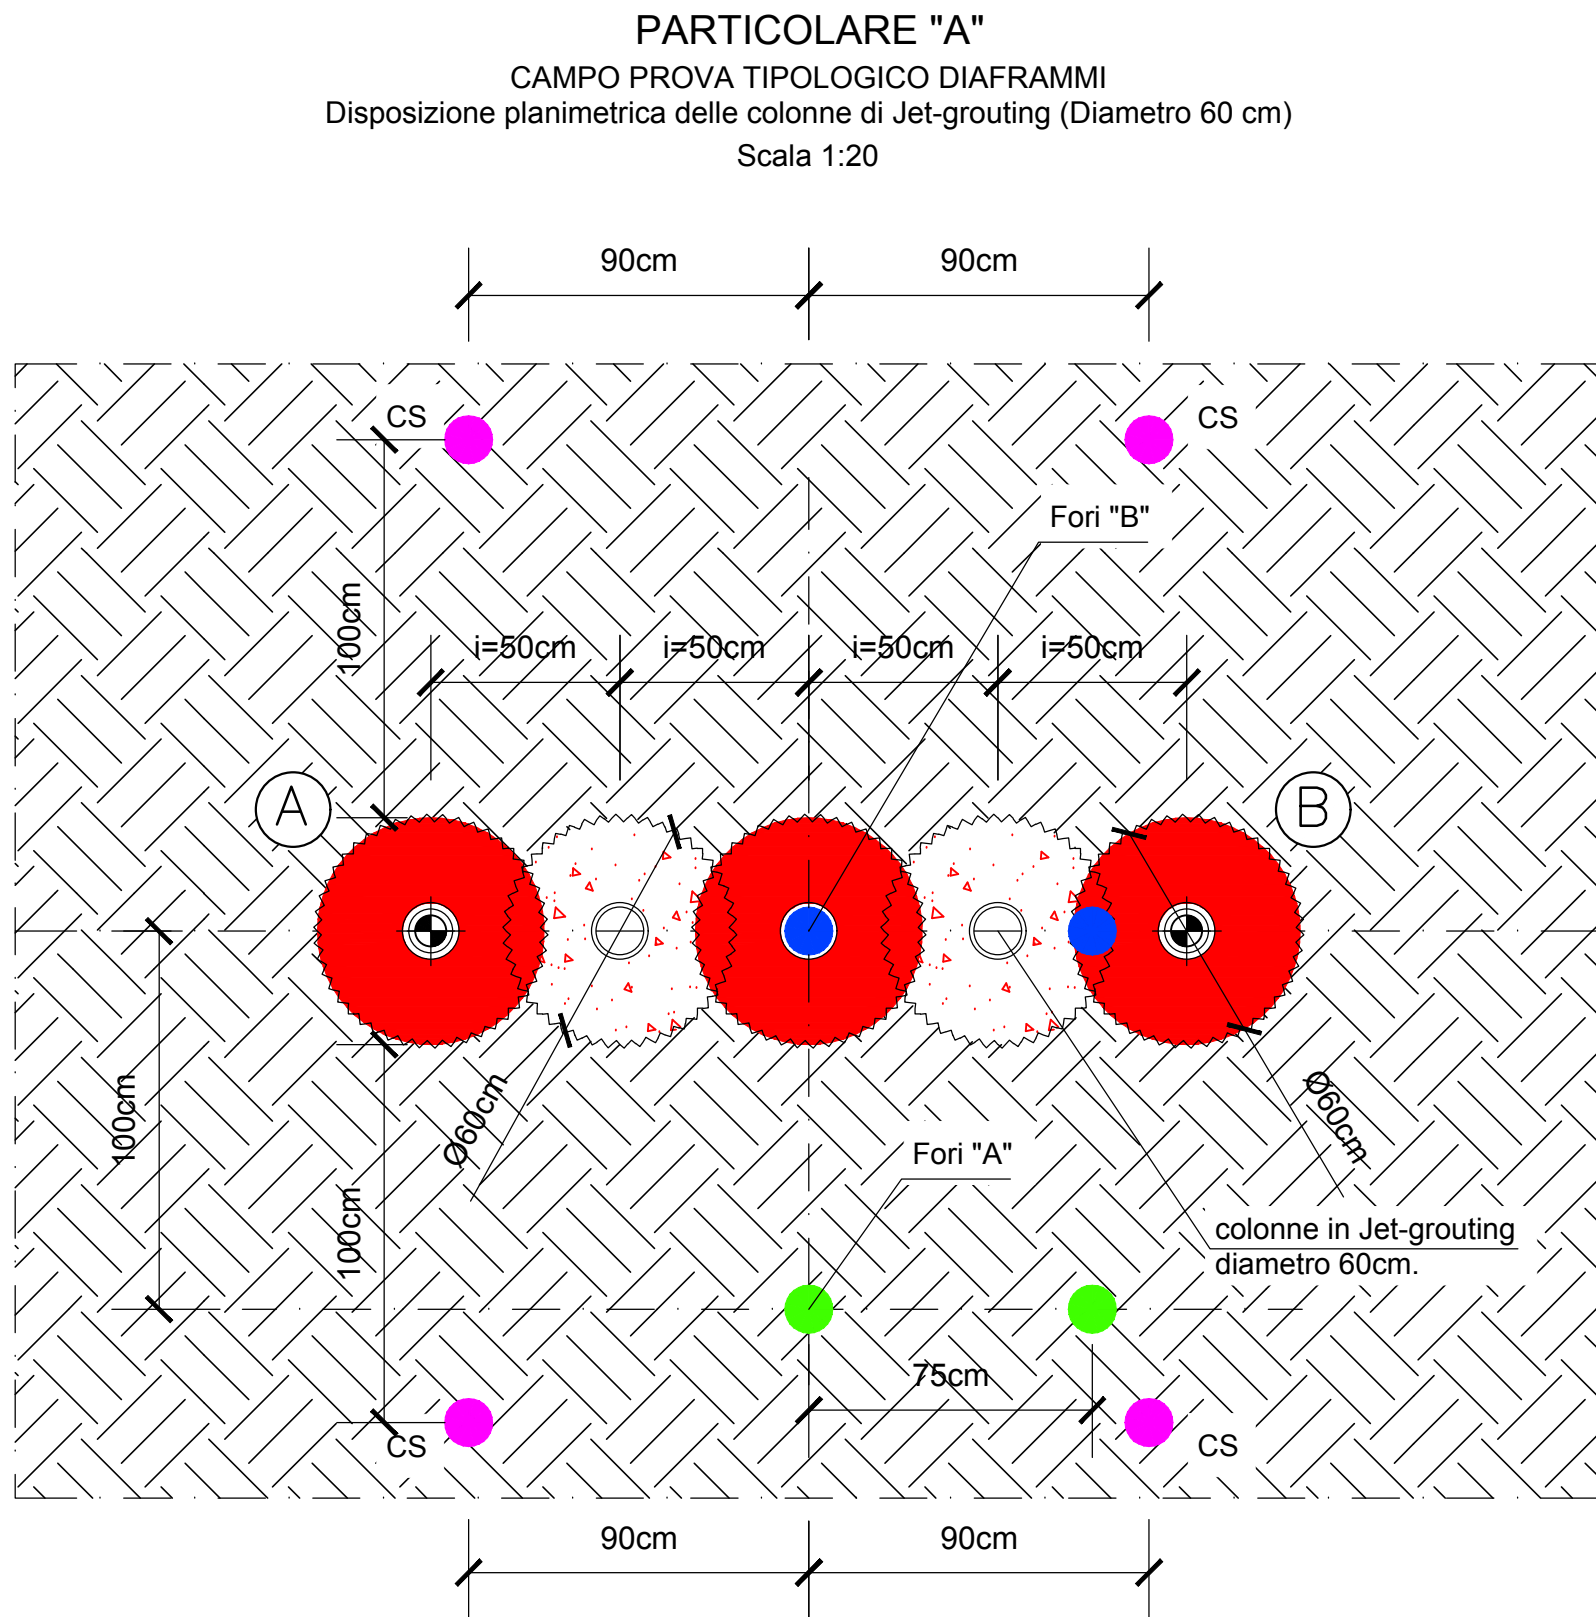 PARTICOLARE "A"
CAMPO PROVA TIPOLOGICO DIAFRAMMI
Disposizione planimetrica delle colonne di Jet-grouting (Diametro 60 cm)
Scala 1:20
90cm
90cm
CS
CS
Fori "B"
100cm
i=50cm
i=50cm
i=50cm
i=50cm
A
B
100cm
Ø60cm
Ø60cm
Fori "A"
100cm
colonne in Jet-grouting
diametro 60cm.
75cm
CS
CS
90cm
90cm